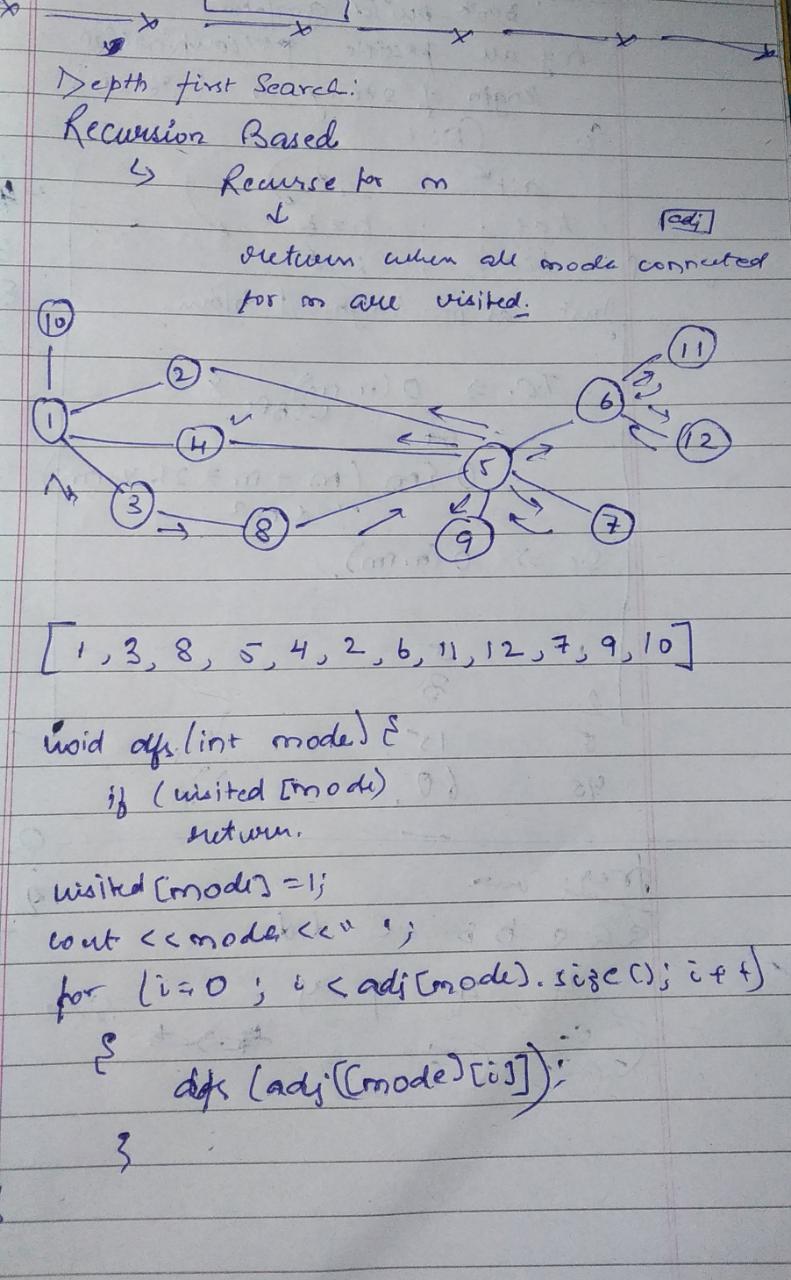 Depth first Search:
Recursion Based
↳ Recurse for n
↓
[adj]
return when all node connected
for n are visited.
10
11
2
6
1
4 ✓
12
5
3
8
9
7
[1, 3, 8, 5, 4, 2, 6, 11, 12, 7, 9, 10]
void dfs (int node) {
if (visited [node)
return.
visited [node] = 1;
cout << node << " ";
for (i=0 ; i < adj [node]. size (); i++)
{
dfs (adj [[node] [i]]);
}